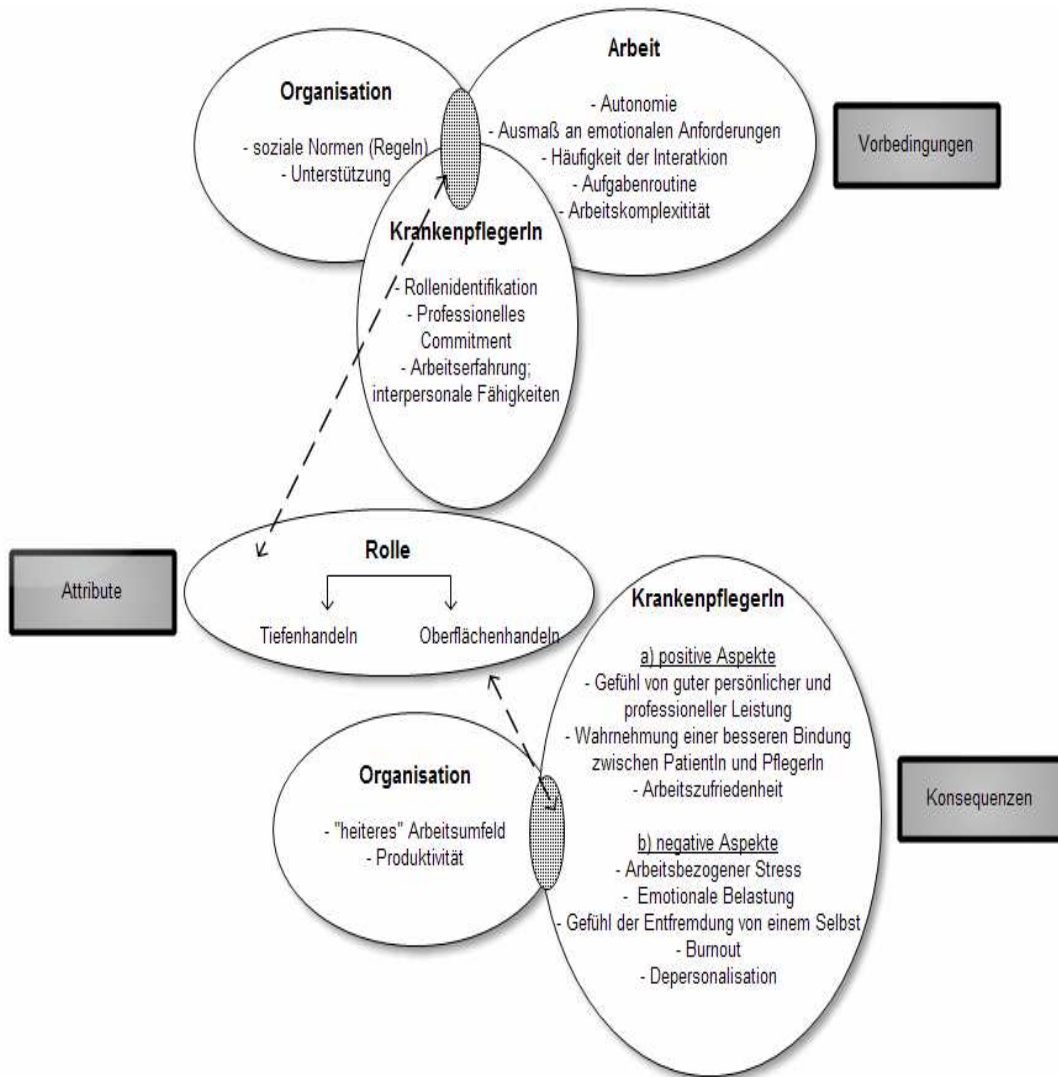 Organisation
- soziale Normen (Regeln)
- Unterstützung
Arbeit
- Autonomie
- Ausmaß an emotionalen Anforderungen
- Häufigkeit der Interatkion
- Aufgabenroutine
- Arbeitskomplexitität
Vorbedingungen
KrankenpflegerIn
- Rollenidentifikation
- Professionelles
Commitment
- Arbeitserfahrung;
interpersonale Fähigkeiten
Attribute
Rolle
Tiefenhandeln
Oberflächenhandeln
KrankenpflegerIn
a) positive Aspekte
- Gefühl von guter persönlicher und
professioneller Leistung
- Wahrnehmung einer besseren Bindung
zwischen PatientIn und PflegerIn
- Arbeitszufriedenheit
b) negative Aspekte
- Arbeitsbezogener Stress
- Emotionale Belastung
- Gefühl der Entfremdung von einem Selbst
- Burnout
- Depersonalisation
Organisation
- "heiteres" Arbeitsumfeld
- Produktivität
Konsequenzen